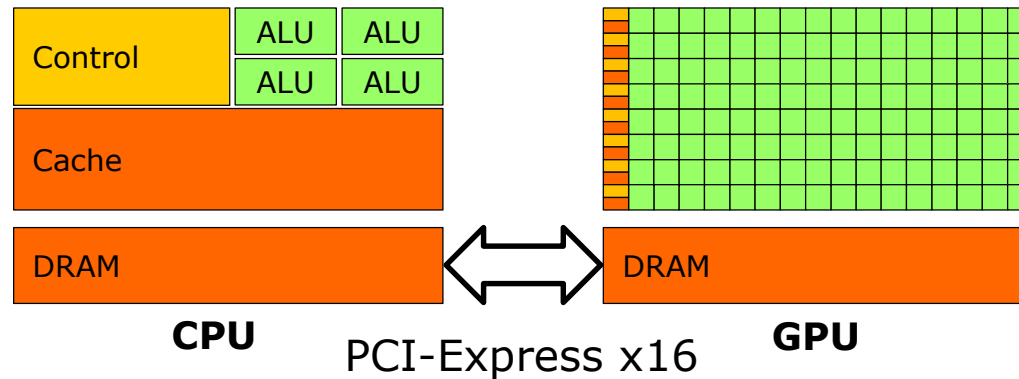 Control
ALU ALU
ALU ALU
Cache
DRAM
DRAM
CPU
GPU
PCI-Express x16